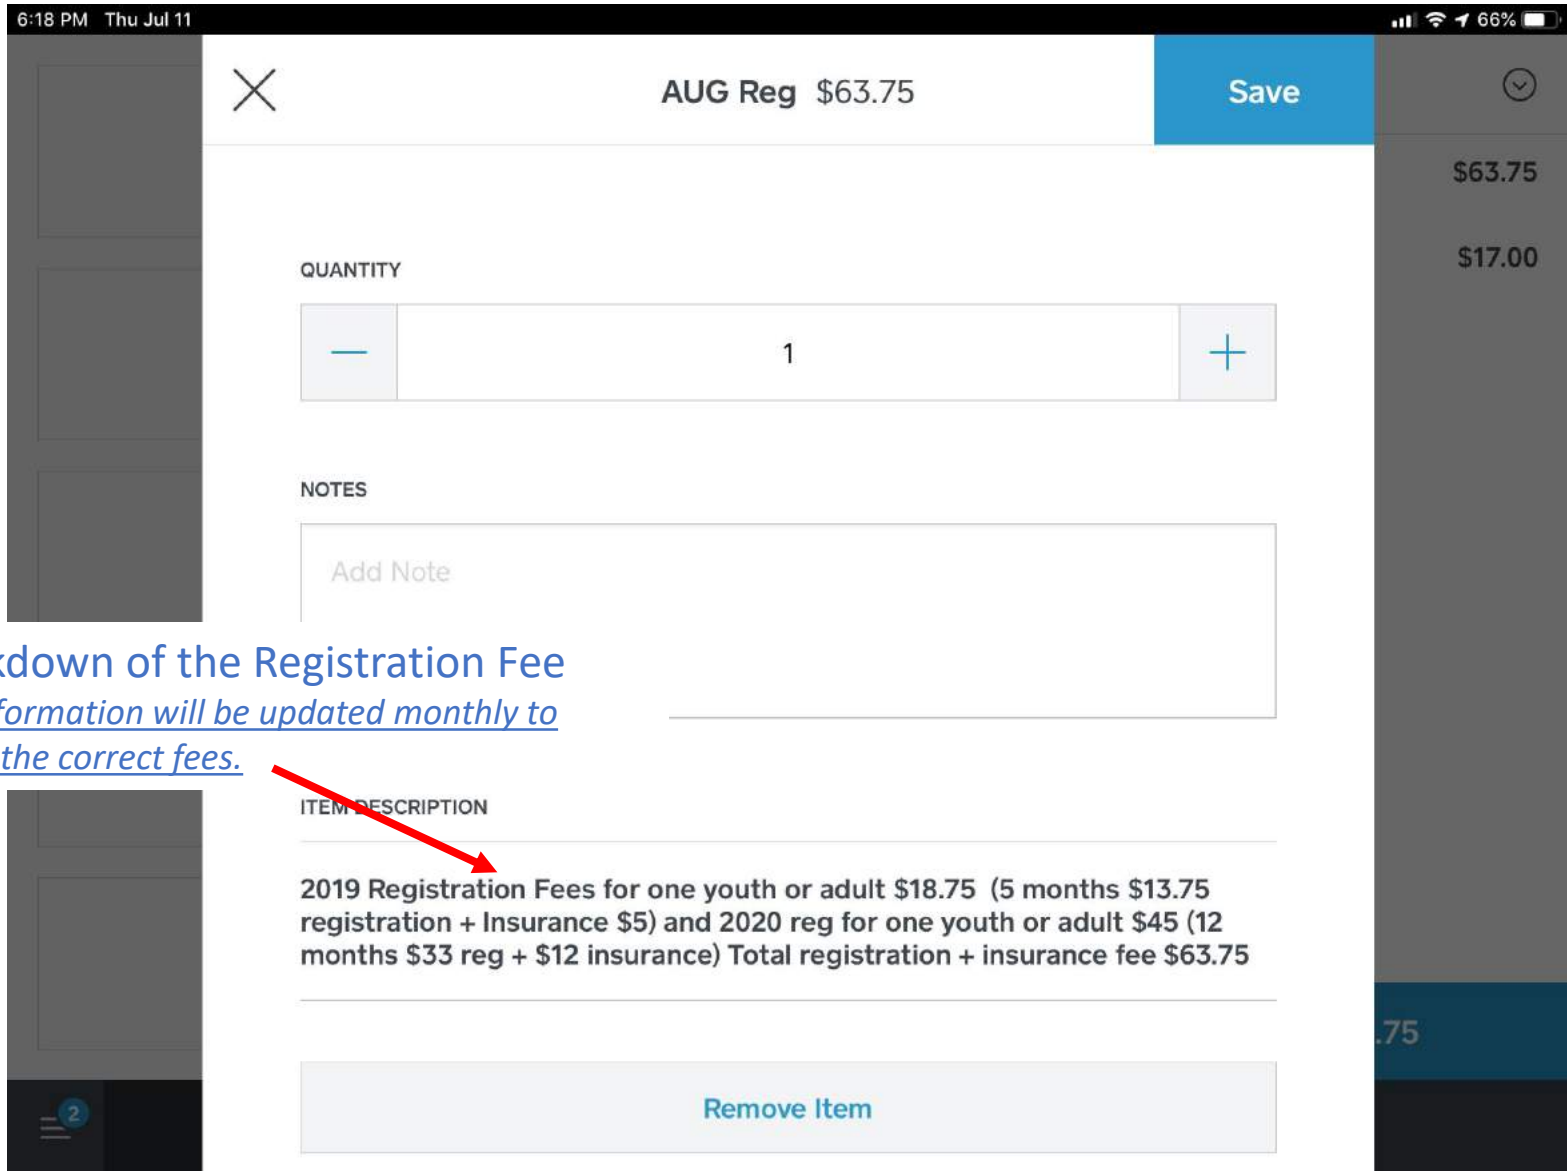 6:18 PM Thu Jul 11
66%
AUG Reg $63.75
Save
$63.75
$17.00
QUANTITY
1
NOTES
Add Note
kdown of the Registration Fee
formation will be updated monthly to
the correct fees.
ITEM DESCRIPTION
2019 Registration Fees for one youth or adult $18.75 (5 months $13.75
registration + Insurance $5) and 2020 reg for one youth or adult $45 (12
months $33 reg + $12 insurance) Total registration + insurance fee $63.75
.75
2
Remove Item